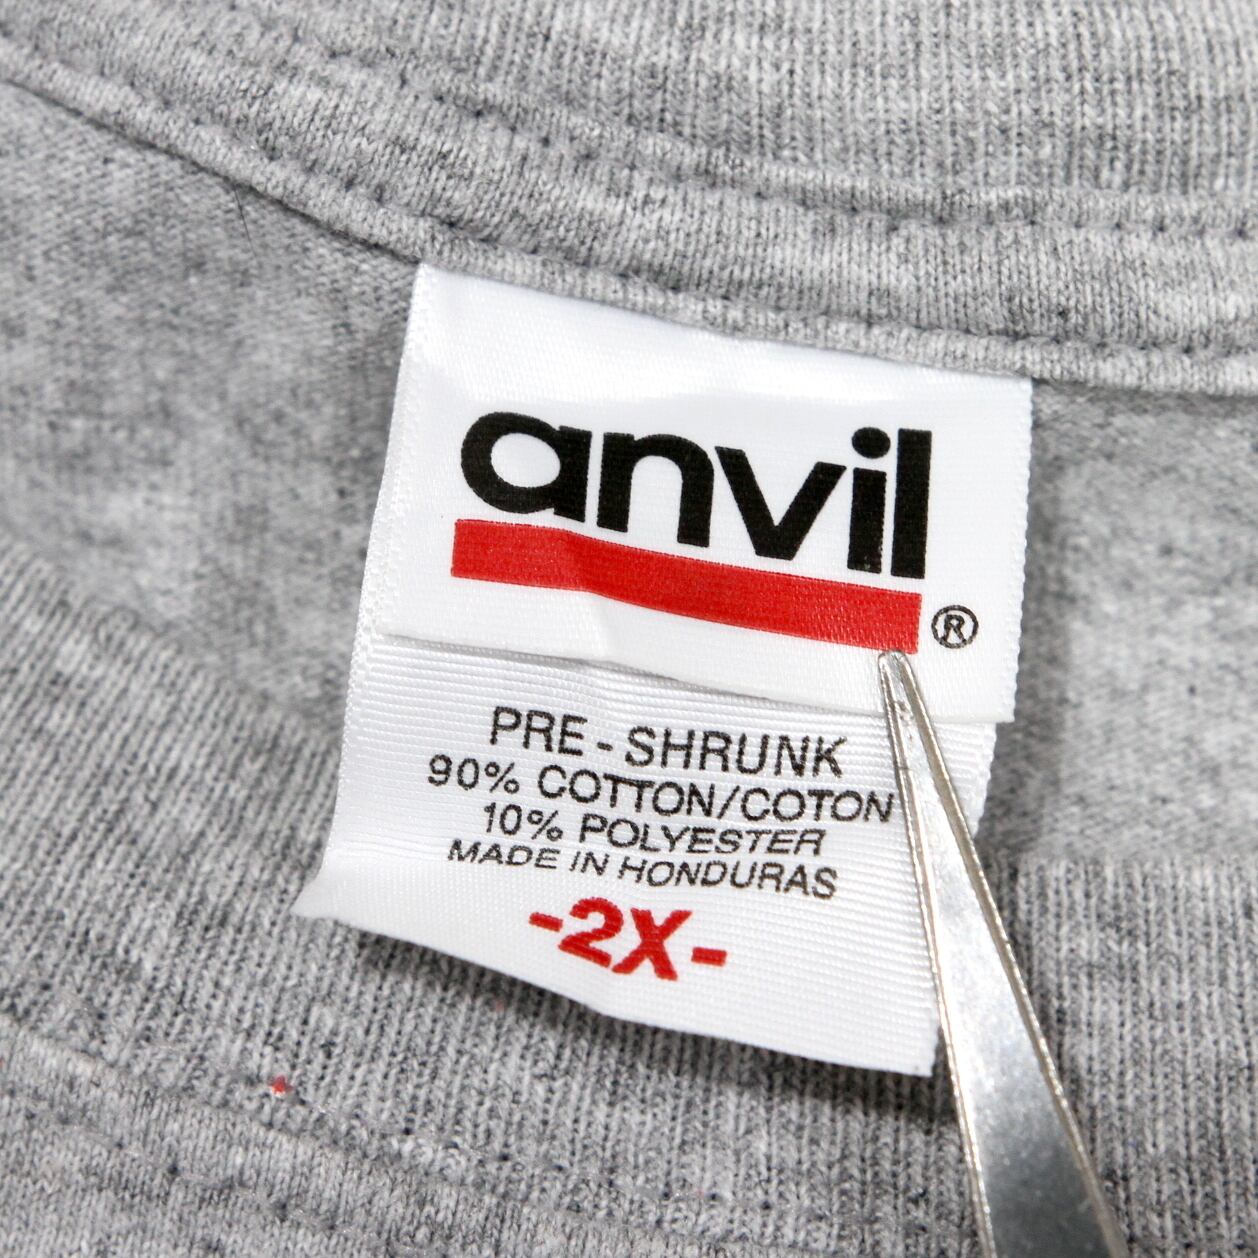 anvil
®
PRE-SHRUNK
90% COTTON/COTON
10% POLYESTER
MADE IN HONDURAS
-2X-